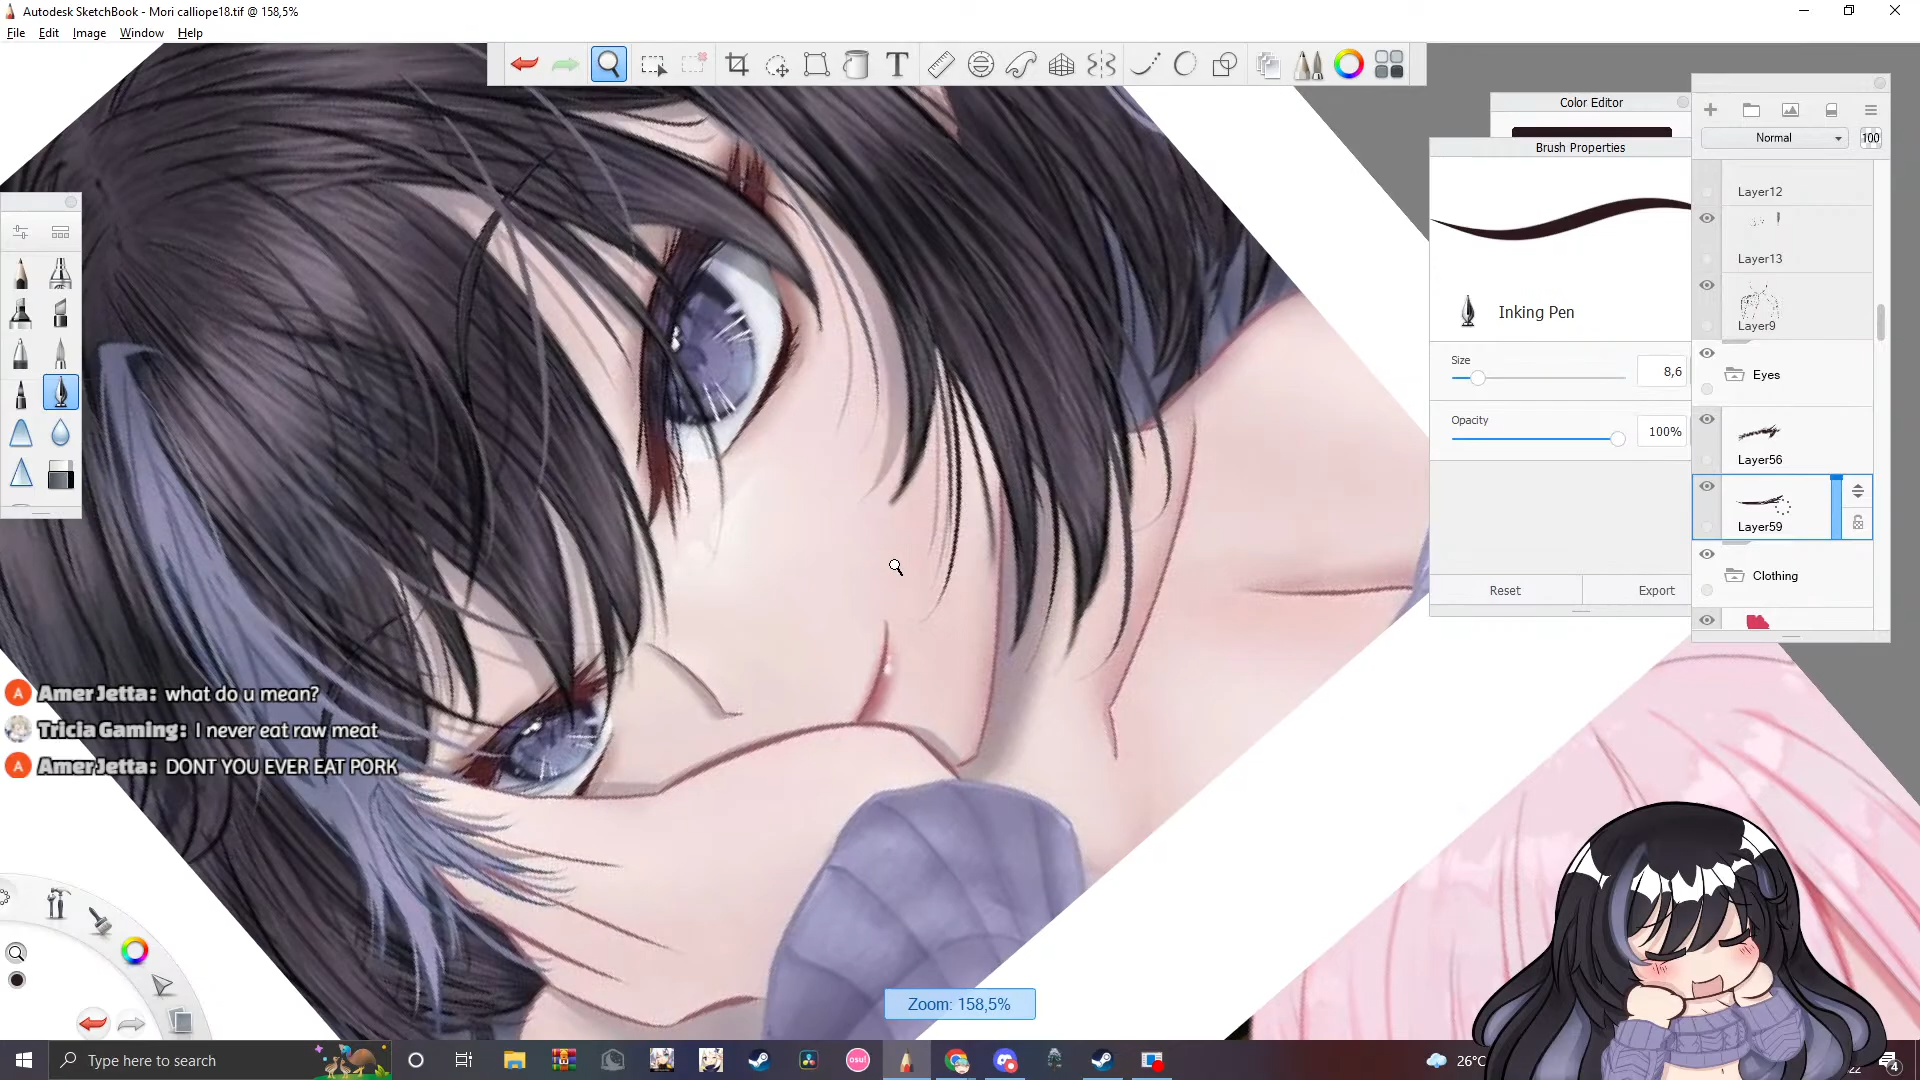 Autodesk SketchBook - Mori calliope18.tif @ 158,5%
File Edit Image Window Help
T
Color Editor
Brush Properties
Inking Pen
Size
8,6
Opacity
100%
Reset Export
Normal 100
Layer12
Layer13
Layer9
Eyes
Layer56
Layer59
Clothing
A AmerJetta: what do u mean?
Tricia Gaming: I never eat raw meat
A AmerJetta: DONT YOU EVER EAT PORK
Zoom: 158,5%
Type here to search
osu!
26°C
22
4